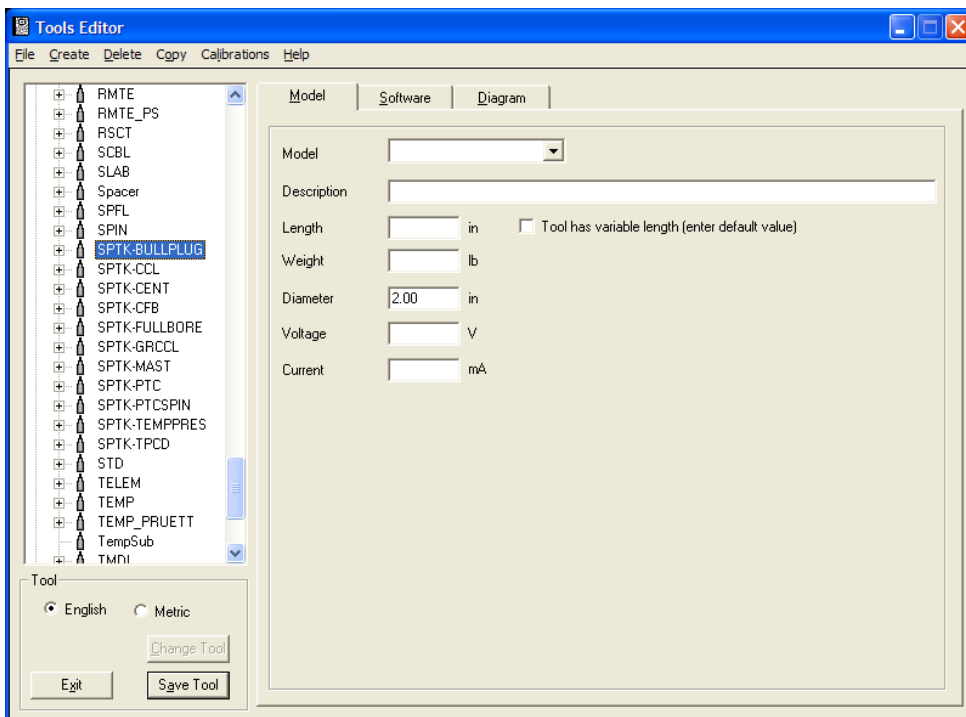 Tools Editor
File Create Delete Copy Calibrations Help
RMTE
RMTE_PS
RSCT
SCBL
SLAB
Spacer
SPFL
SPIN
SPTK-BULLPLUG
SPTK-CCL
SPTK-CENT
SPTK-CFB
SPTK-FULLBORE
SPTK-GRCCL
SPTK-MAST
SPTK-PTC
SPTK-PTCSPIN
SPTK-TEMPPRES
SPTK-TPCD
STD
TELEM
TEMP
TEMP_PRUETT
TempSub
TMDL
Tool
English Metric
Change Tool
Exit Save Tool
Model Software Diagram
Model
Description
Length in Tool has variable length (enter default value)
Weight lb
Diameter 2.00 in
Voltage V
Current mA